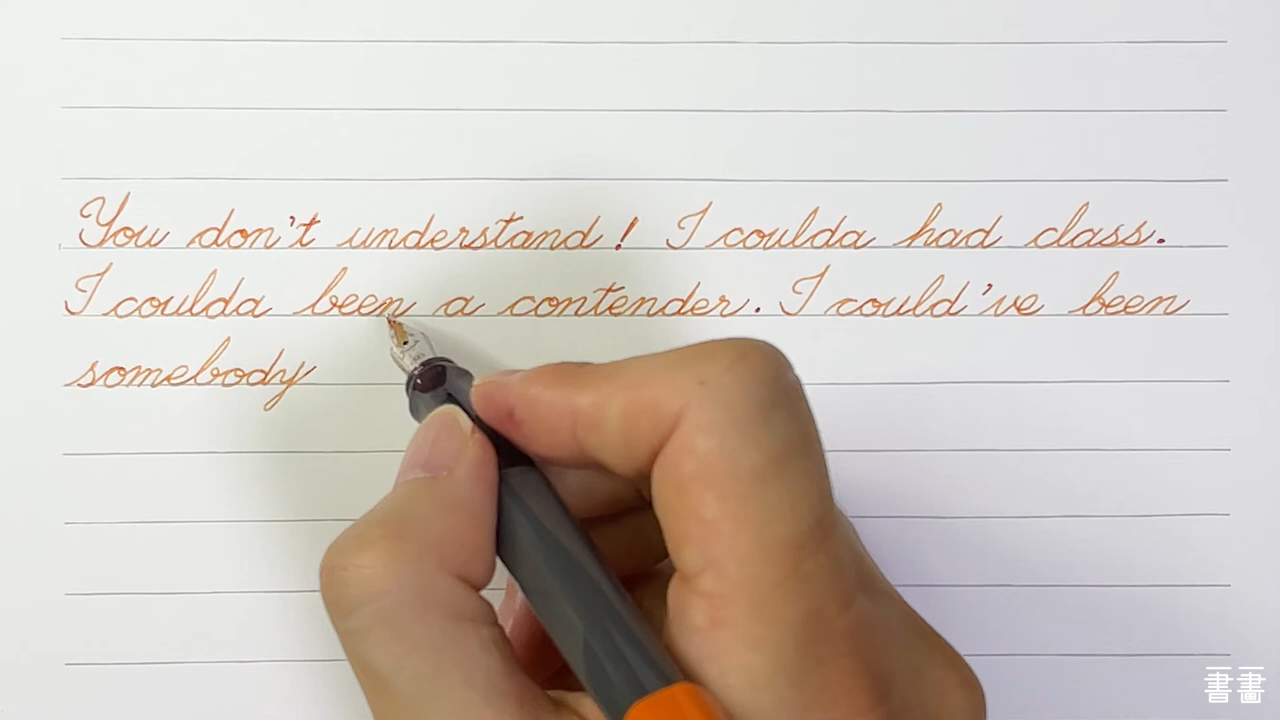 You don't understand! I coulda had class.
I coulda been a contender. I could've been
somebody
書畫